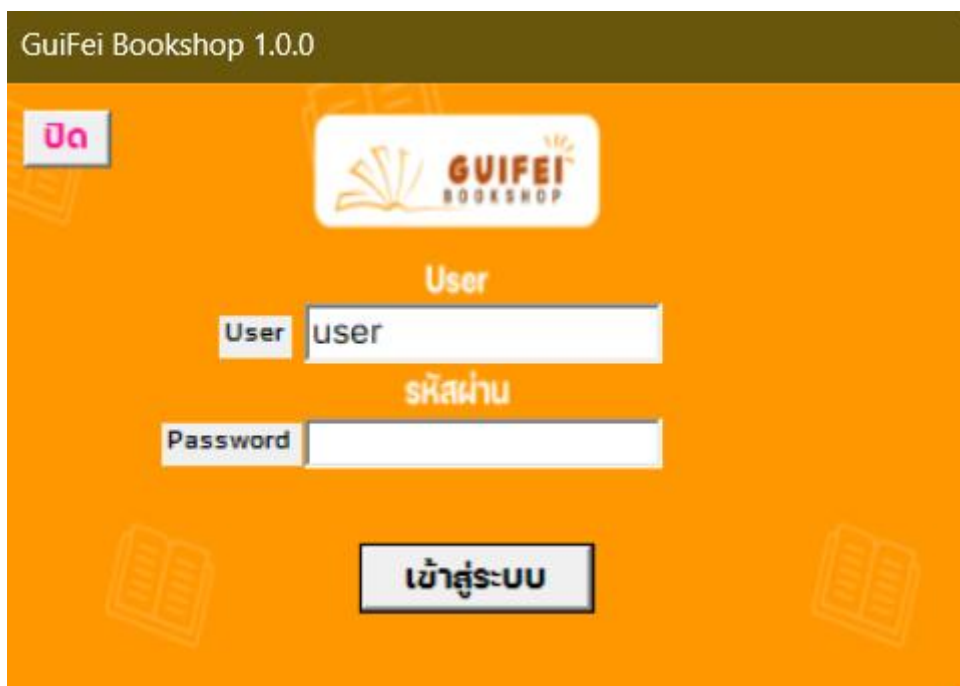 GuiFei Bookshop 1.0.0
ปิด
GUIFEI
BOOKSHOP
User
User user
รหัสผ่าน
Password
เข้าสู่ระบบ